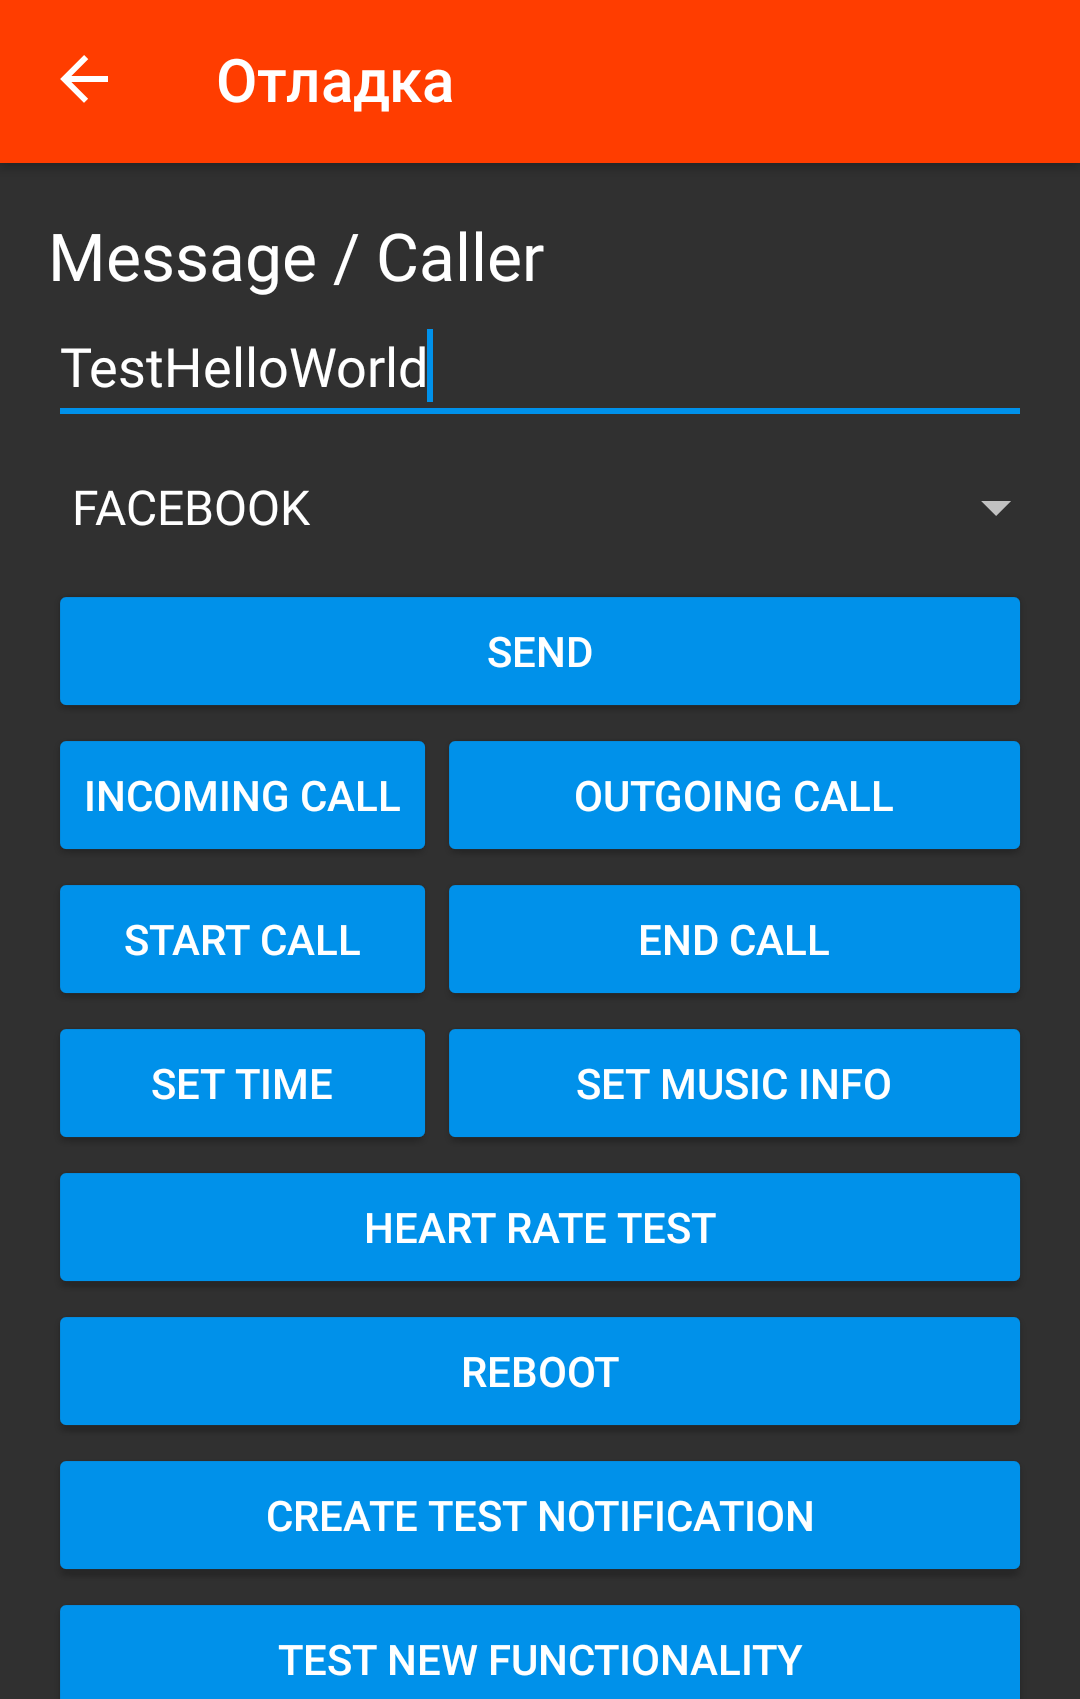 Отладка
Message / Caller
TestHelloWorld
FACEBOOK
SEND
INCOMING CALL
OUTGOING CALL
START CALL
END CALL
SET TIME
SET MUSIC INFO
HEART RATE TEST
REBOOT
CREATE TEST NOTIFICATION
TEST NEW FUNCTIONALITY